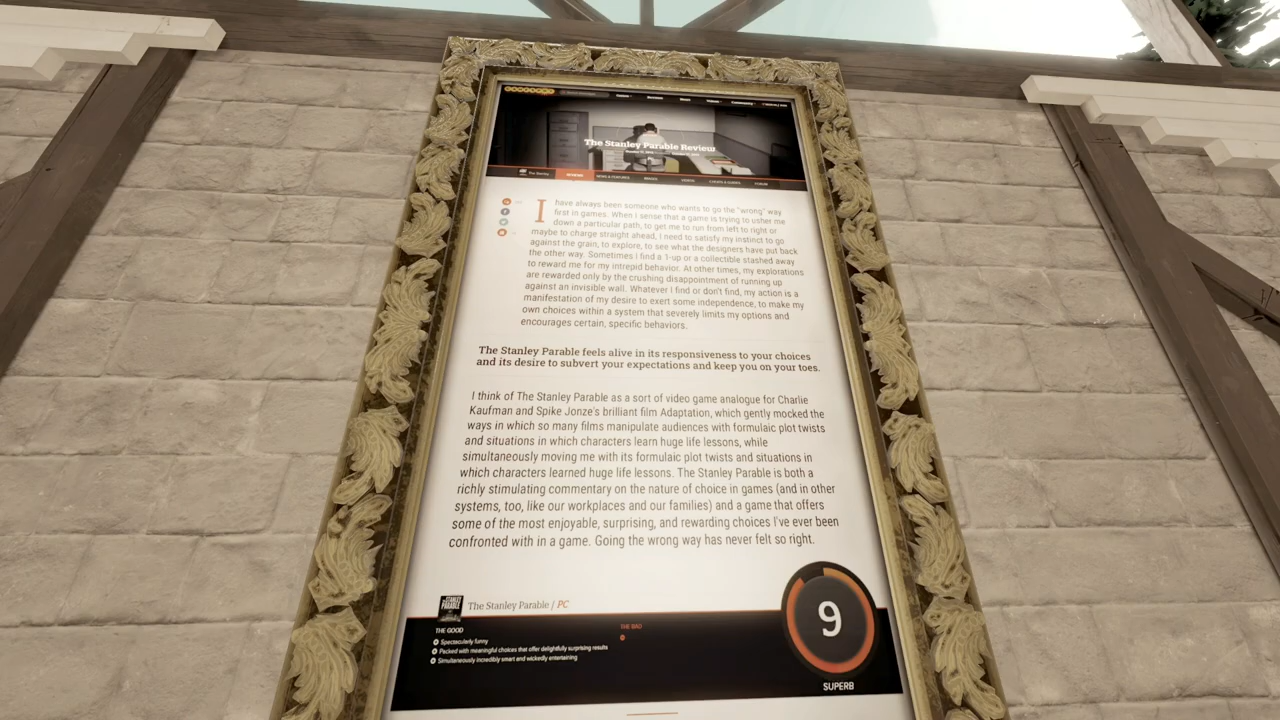 GAMESPOT
The Stanley Parable Review
The Stanley
REVIEWS
NEWS & FEATURES
IMAGES
VIDEOS
CHEATS & GUIDES
FORUM
I have always been someone who wants to go the "wrong" way
first in games. When I sense that a game is trying to usher me
down a particular path, to get me to run from left to right or
maybe to charge straight ahead, I need to satisfy my instinct to go
against the grain, to explore, to see what the designers have put back
the other way. Sometimes I find a 1-up or a collectible stashed away
to reward me for my intrepid behavior. At other times, my explorations
are rewarded only by the crushing disappointment of running up
against an invisible wall. Whatever I find or don't find, my action is a
manifestation of my desire to exert some independence, to make my
own choices within a system that severely limits my options and
encourages certain, specific behaviors.
The Stanley Parable feels alive in its responsiveness to your choices
and its desire to subvert your expectations and keep you on your toes.
I think of The Stanley Parable as a sort of video game analogue for Charlie
Kaufman and Spike Jonze's brilliant film Adaptation, which gently mocked the
ways in which so many films manipulate audiences with formulaic plot twists
and situations in which characters learn huge life lessons, while
simultaneously moving me with its formulaic plot twists and situations in
which characters learned huge life lessons. The Stanley Parable is both a
richly stimulating commentary on the nature of choice in games (and in other
systems, too, like our workplaces and our families) and a game that offers
some of the most enjoyable, surprising, and rewarding choices I've ever been
confronted with in a game. Going the wrong way has never felt so right.
THE STANLEY PARABLE
The Stanley Parable / PC
THE GOOD
Spectacularly funny
Packed with meaningful choices that offer delightfully surprising results
Simultaneously incredibly smart and wickedly entertaining
THE BAD
9
SUPERB